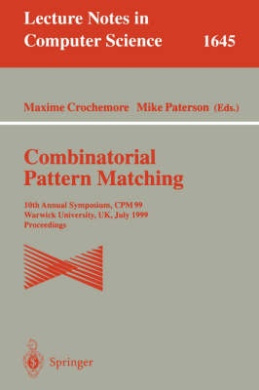 Lecture Notes in
Computer Science 1645
Maxime Crochemore Mike Paterson (Eds.)
Combinatorial
Pattern Matching
10th Annual Symposium, CPM 99
Warwick University, UK, July 1999
Proceedings
Springer